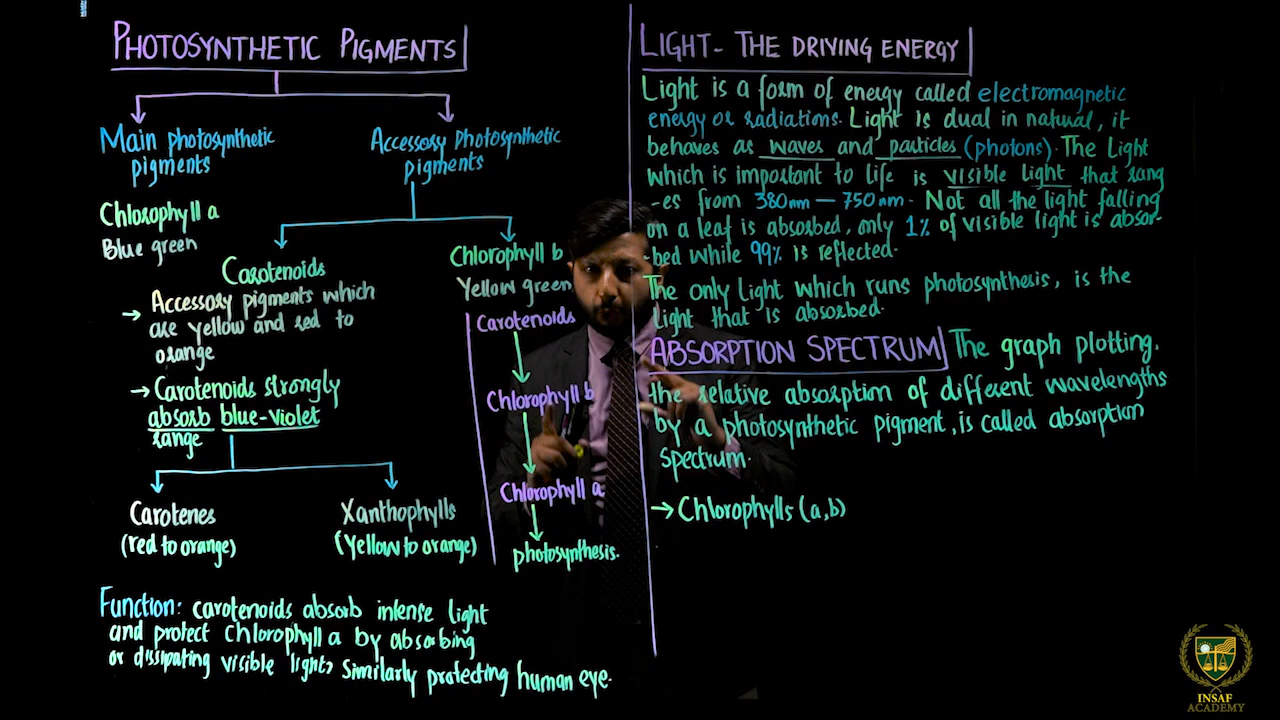 PHOTOSYNTHETIC PIGMENTS
Main photosynthetic
pigments
Accessory Photosynthetic
pigments
Chlorophyll a
Blue green
Carotenoids
→ Accessory pigments which
are yellow and red to
orange
→ Carotenoids strongly
absorb blue-violet
range
Carotenes
(red to orange)
Xanthophylls
(Yellow to orange)
Chlorophyll b
Yellow green
Carotenoids
Chlorophyll b
Chlorophyll a
photosynthesis.
Function: carotenoids absorb intense light
and protect chlorophyll a by absorbing
or dissipating visible light, similarly protecting human eye.
LIGHT - THE DRIVING ENERGY
Light is a form of energy called electromagnetic
energy or radiations. Light is dual in natural, it
behaves as waves and particles (photons). The Light
which is important to life is visible light that rang
-es from 380nm — 750nm. Not all the light falling
on a leaf is absorbed, only 1% of visible light is absor-
-bed while 99% is reflected.
The only light which runs photosynthesis, is the
light that is absorbed.
ABSORPTION SPECTRUM The graph plotting,
the relative absorption of different wavelengths
by a photosynthetic pigment, is called absorption
spectrum.
→ Chlorophylls (a,b)
INSAF
ACADEMY